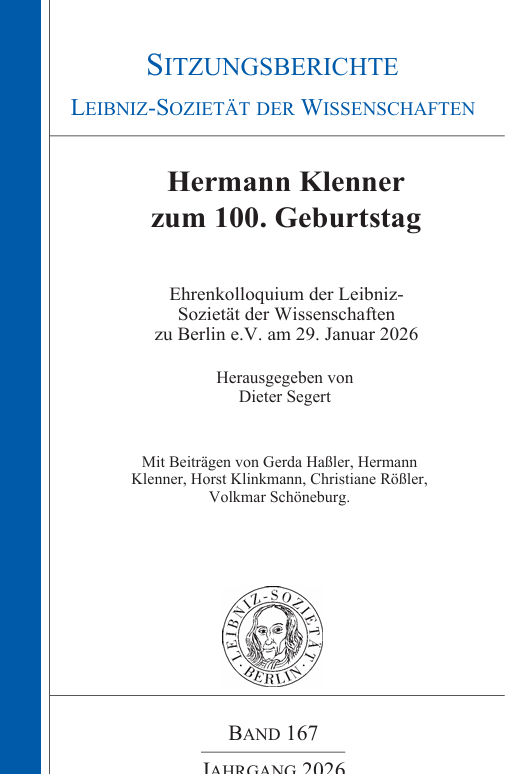 SITZUNGSBERICHTE
LEIBNIZ-SOZIETÄT DER WISSENSCHAFTEN
Hermann Klenner
zum 100. Geburtstag
Ehrenkolloquium der Leibniz-
Sozietät der Wissenschaften
zu Berlin e.V. am 29. Januar 2026
Herausgegeben von
Dieter Segert
Mit Beiträgen von Gerda Haßler, Hermann
Klenner, Horst Klinkmann, Christiane Rößler,
Volkmar Schöneburg.
LEIBNIZ-SOZIETÄT
· BERLIN ·
BAND 167
JAHRGANG 2026